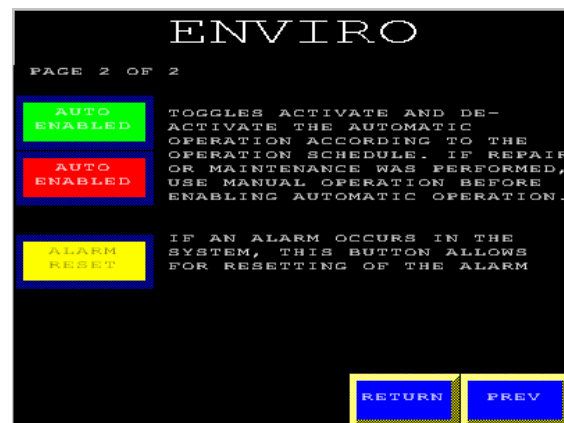 ENVIRO
PAGE 2 OF 2
AUTO
ENABLED
TOGGLES ACTIVATE AND DE-
ACTIVATE THE AUTOMATIC
OPERATION ACCORDING TO THE
OPERATION SCHEDULE. IF REPAIR
OR MAINTENANCE WAS PERFORMED,
USE MANUAL OPERATION BEFORE
ENABLING AUTOMATIC OPERATION.
AUTO
ENABLED
ALARM
RESET
IF AN ALARM OCCURS IN THE
SYSTEM, THIS BUTTON ALLOWS
FOR RESETTING OF THE ALARM
RETURN
PREV